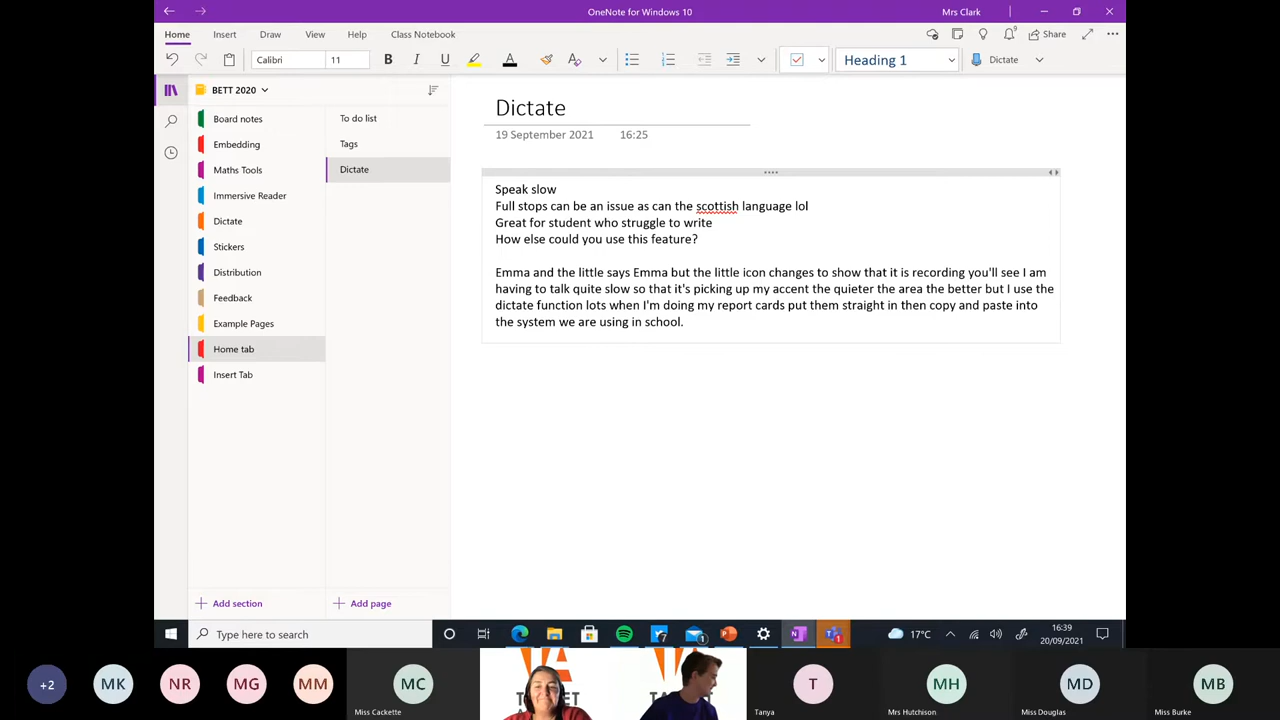 OneNote for Windows 10
Mrs Clark
Home Insert Draw View Help Class Notebook
Share
Calibri 11 B I U A A Heading 1 Dictate
BETT 2020
Board notes
Embedding
Maths Tools
Immersive Reader
Dictate
Stickers
Distribution
Feedback
Example Pages
Home tab
Insert Tab
Add section
To do list
Tags
Dictate
Add page
Dictate
19 September 2021 16:25
Speak slow
Full stops can be an issue as can the scottish language lol
Great for student who struggle to write
How else could you use this feature?
Emma and the little says Emma but the little icon changes to show that it is recording you'll see I am
having to talk quite slow so that it's picking up my accent the quieter the area the better but I use the
dictate function lots when I'm doing my report cards put them straight in then copy and paste into
the system we are using in school.
Type here to search
17°C
16:39
20/09/2021
+2 MK NR MG MM MC T MH MD MB
Miss Cackette
Tanya
Mrs Hutchison
Miss Douglas
Miss Burke